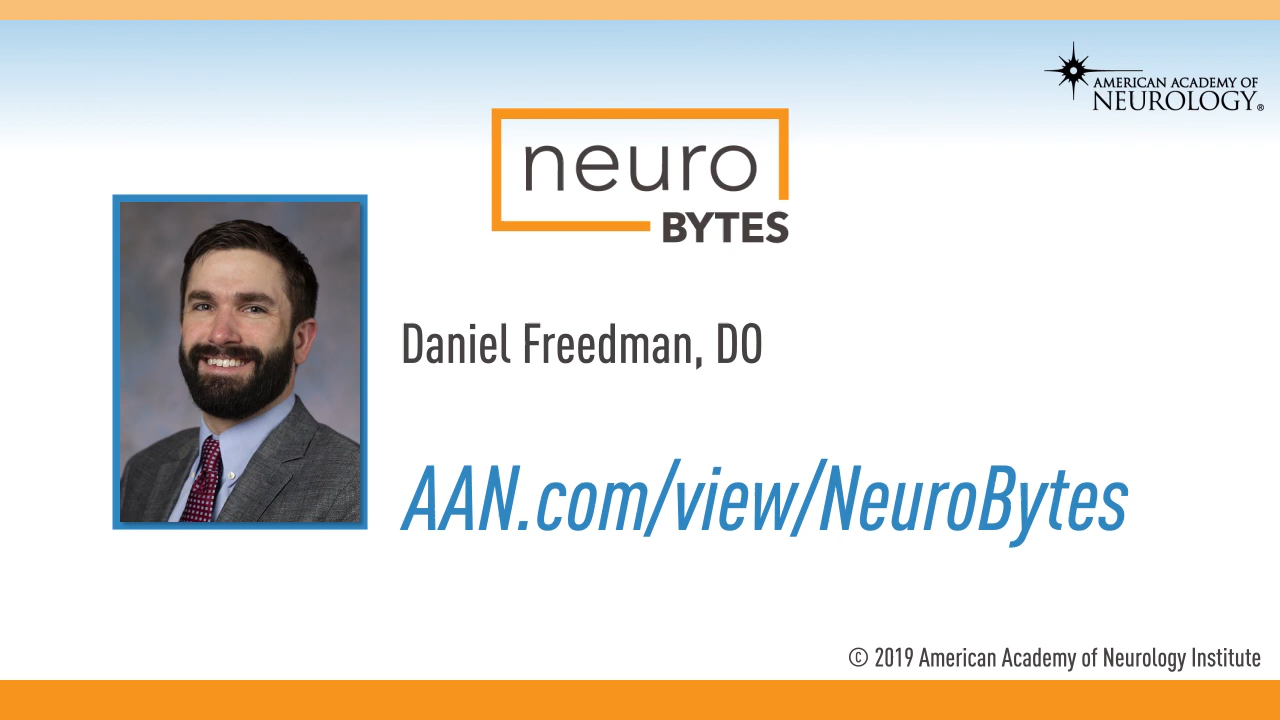 AMERICAN ACADEMY OF
NEUROLOGY®
neuro
BYTES
Daniel Freedman, DO
AAN.com/view/NeuroBytes
© 2019 American Academy of Neurology Institute